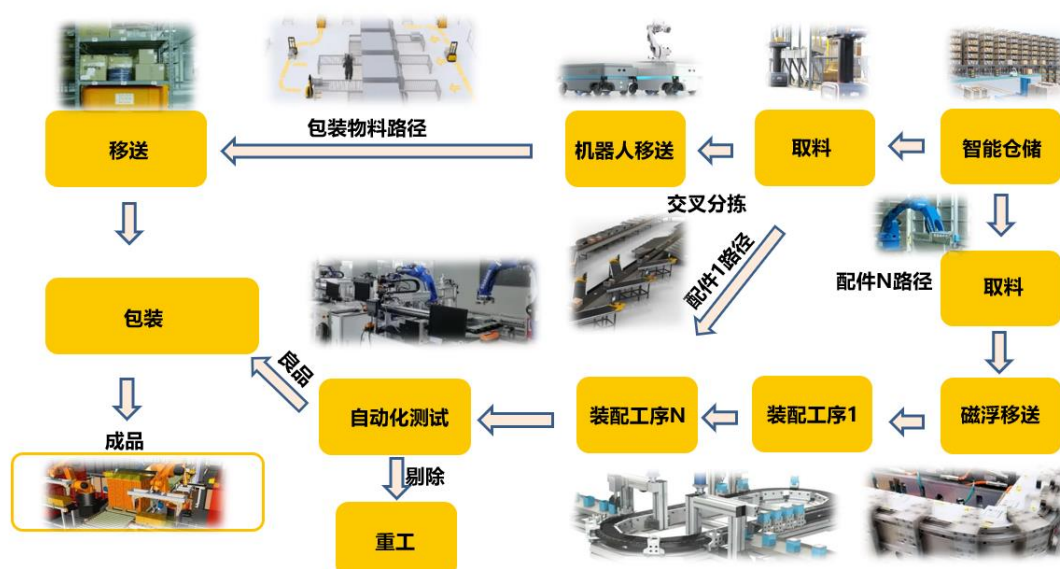 包装物料路径
移送
机器人移送
取料
智能仓储
交叉分拣
配件1路径
配件N路径
取料
包装
良品
自动化测试
装配工序N
装配工序1
磁浮移送
成品
剔除
重工